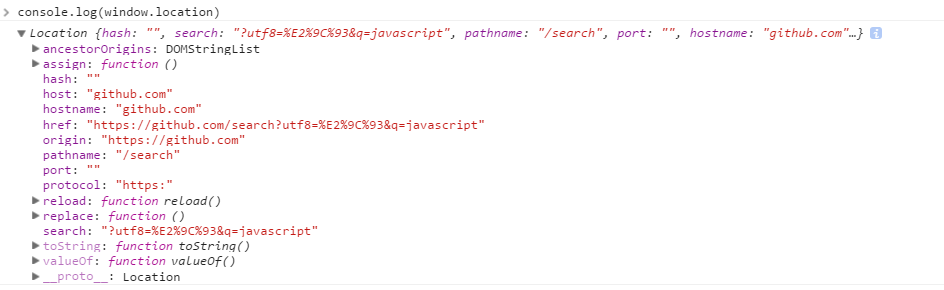 console.log(window.location)
Location {hash: "", search: "?utf8=%E2%9C%93&q=javascript", pathname: "/search", port: "", hostname: "github.com"…}
ancestorOrigins: DOMStringList
assign: function ()
hash: ""
host: "github.com"
hostname: "github.com"
href: "https://github.com/search?utf8=%E2%9C%93&q=javascript"
origin: "https://github.com"
pathname: "/search"
port: ""
protocol: "https:"
reload: function reload()
replace: function ()
search: "?utf8=%E2%9C%93&q=javascript"
toString: function toString()
valueOf: function valueOf()
__proto__: Location